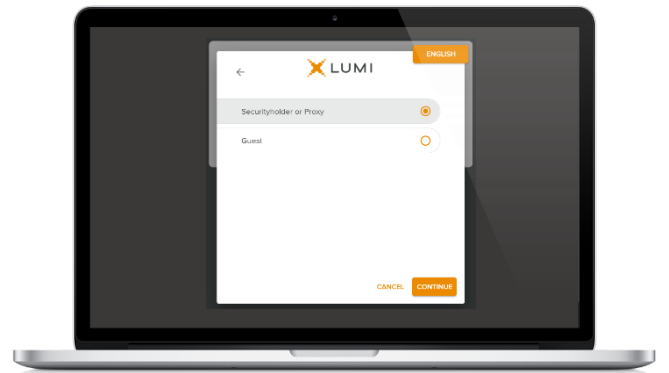 ENGLISH
LUMI
Securityholder or Proxy
Guest
CANCEL
CONTINUE